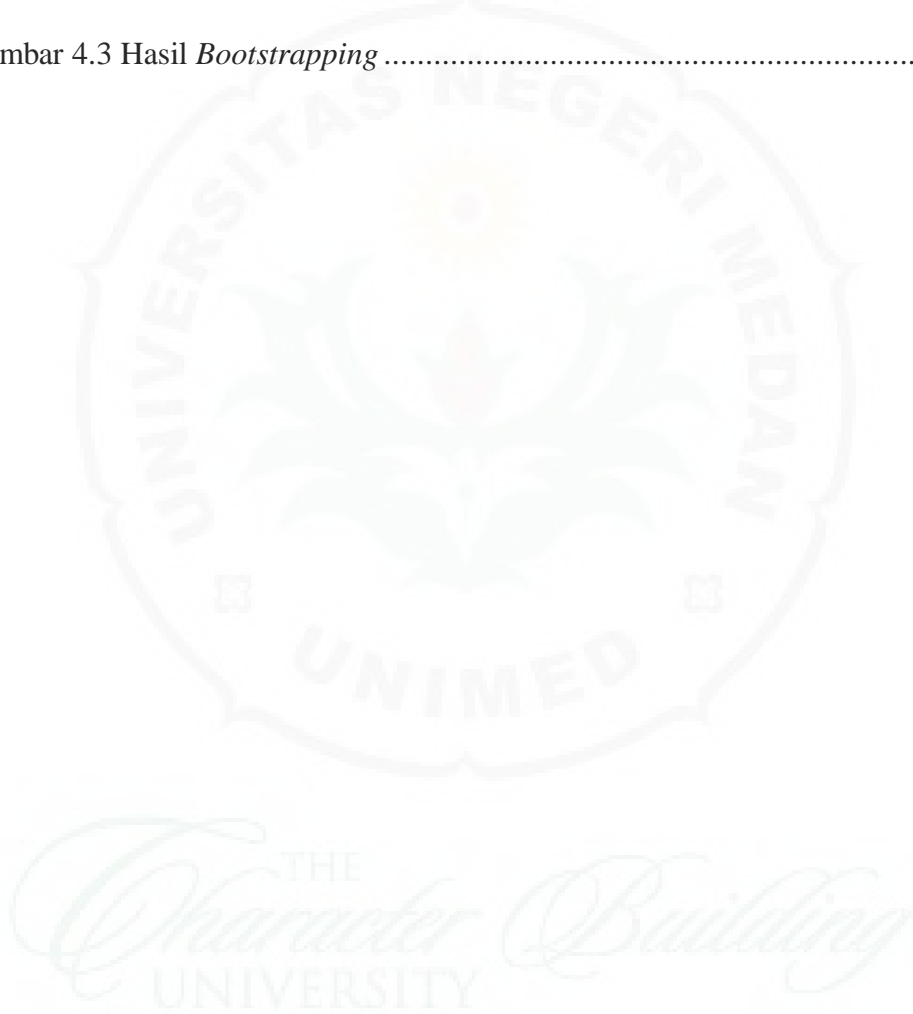 mbar 4.3 Hasil Bootstrapping ................................................................
UNIVERSITAS NEGERI MEDAN
UNIMED
THE
Character Building
UNIVERSITY